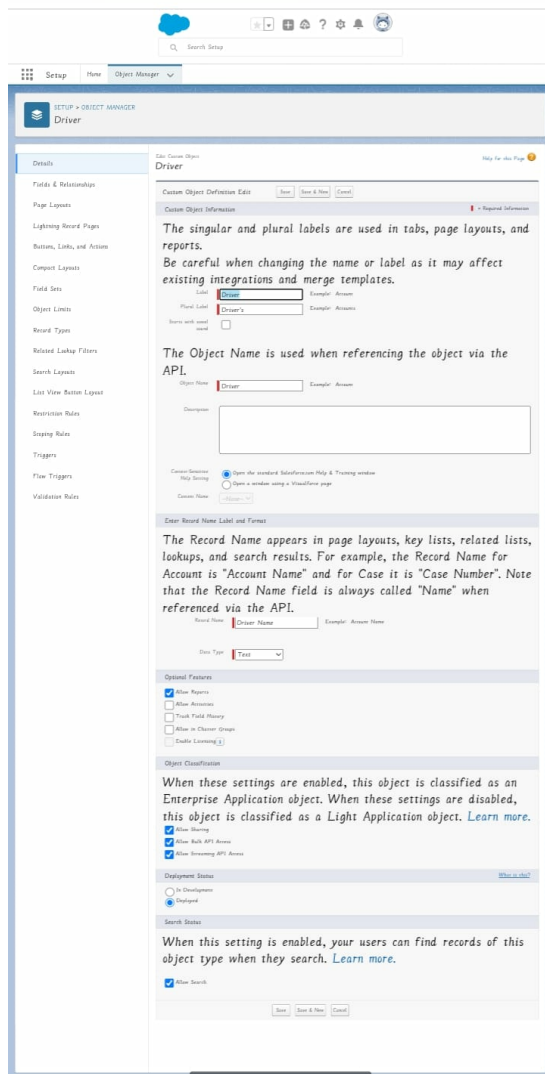 Search Setup
Setup
Home
Object Manager
SETUP > OBJECT MANAGER
Driver
Details
Fields & Relationships
Page Layouts
Lightning Record Pages
Buttons, Links, and Actions
Compact Layouts
Field Sets
Object Limits
Record Types
Related Lookup Filters
Search Layouts
List View Button Layout
Restriction Rules
Scoping Rules
Triggers
Flow Triggers
Validation Rules
Edit Custom Object
Driver
Help for this Page
Custom Object Definition Edit
Save
Save & New
Cancel
Custom Object Information
= Required Information
The singular and plural labels are used in tabs, page layouts, and
reports.
Be careful when changing the name or label as it may affect
existing integrations and merge templates.
Label
Driver
Example: Account
Plural Label
Driver's
Example: Accounts
Starts with vowel
sound
The Object Name is used when referencing the object via the
API.
Object Name
Driver
Example: Account
Description
Context-Sensitive
Help Setting
Open the standard Salesforce.com Help & Training window
Open a window using a Visualforce page
Content Name
--None--
Enter Record Name Label and Format
The Record Name appears in page layouts, key lists, related lists,
lookups, and search results. For example, the Record Name for
Account is "Account Name" and for Case it is "Case Number". Note
that the Record Name field is always called "Name" when
referenced via the API.
Record Name
Driver Name
Example: Account Name
Data Type
Text
Optional Features
Allow Reports
Allow Activities
Track Field History
Allow in Chatter Groups
Enable Licensing
Object Classification
When these settings are enabled, this object is classified as an
Enterprise Application object. When these settings are disabled,
this object is classified as a Light Application object. Learn more.
Allow Sharing
Allow Bulk API Access
Allow Streaming API Access
Deployment Status
What is this?
In Development
Deployed
Search Status
When this setting is enabled, your users can find records of this
object type when they search. Learn more.
Allow Search
Save
Save & New
Cancel